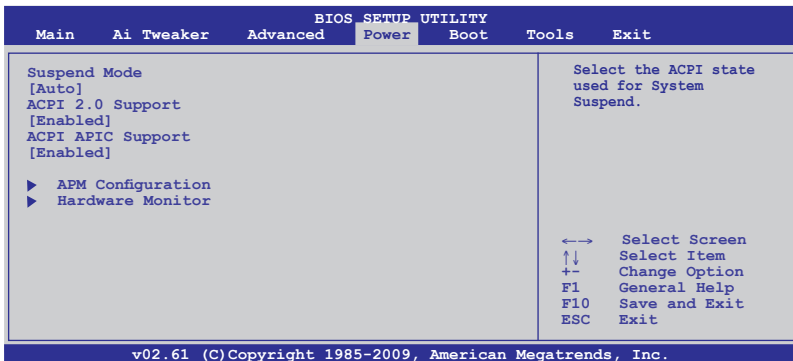 BIOS SETUP UTILITY
Main Ai Tweaker Advanced Power Boot Tools Exit
Suspend Mode
[Auto]
ACPI 2.0 Support
[Enabled]
ACPI APIC Support
[Enabled]
▶ APM Configuration
▶ Hardware Monitor
Select the ACPI state
used for System
Suspend.
←→ Select Screen
↑↓ Select Item
+- Change Option
F1 General Help
F10 Save and Exit
ESC Exit
v02.61 (C)Copyright 1985-2009, American Megatrends, Inc.